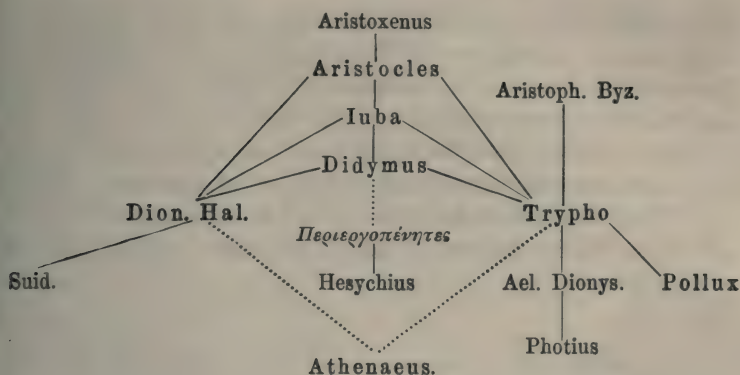 Aristoxenus
Aristocles
Aristoph. Byz.
Iuba
Didymus
Dion. Hal.
Trypho
Περιεργοπένητες
Suid.
Hesychius
Ael. Dionys.
Pollux
Photius
Athenaeus.